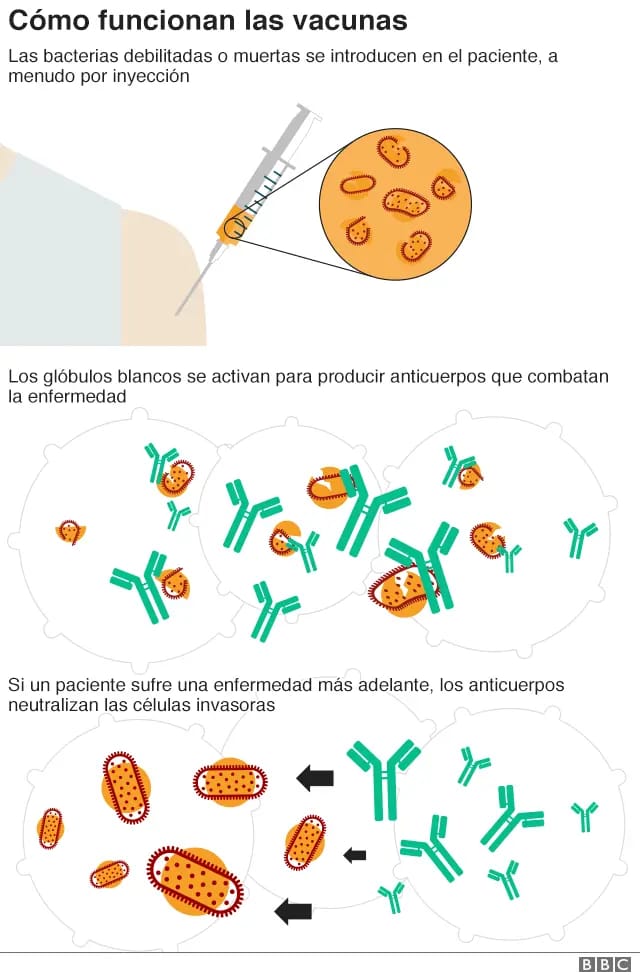 Cómo funcionan las vacunas
Las bacterias debilitadas o muertas se introducen en el paciente, a
menudo por inyección
Los glóbulos blancos se activan para producir anticuerpos que combatan
la enfermedad
Si un paciente sufre una enfermedad más adelante, los anticuerpos
neutralizan las células invasoras
BBC